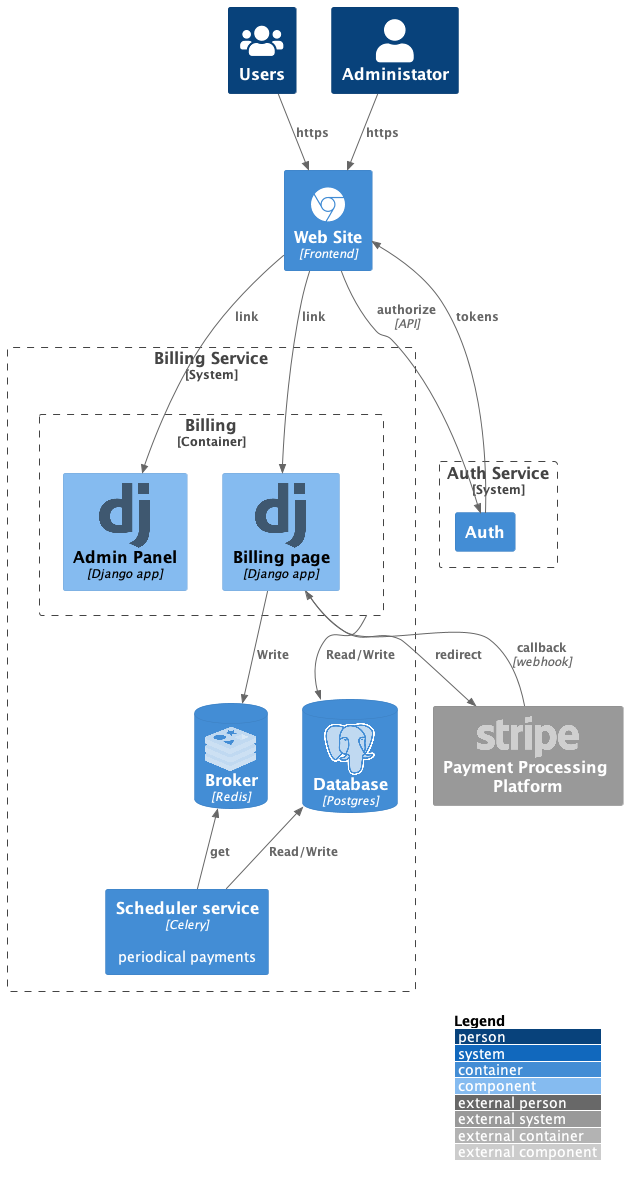 Users
Administator
https
https
Web Site
[Frontend]
link
link
authorize
[API]
tokens
Billing Service
[System]
Billing
[Container]
Auth Service
[System]
dj
Admin Panel
[Django app]
dj
Billing page
[Django app]
Auth
Write
Read/Write
redirect
callback
[webhook]
Broker
[Redis]
Database
[Postgres]
stripe
Payment Processing
Platform
get
Read/Write
Scheduler service
[Celery]
periodical payments
Legend
person
system
container
component
external person
external system
external container
external component